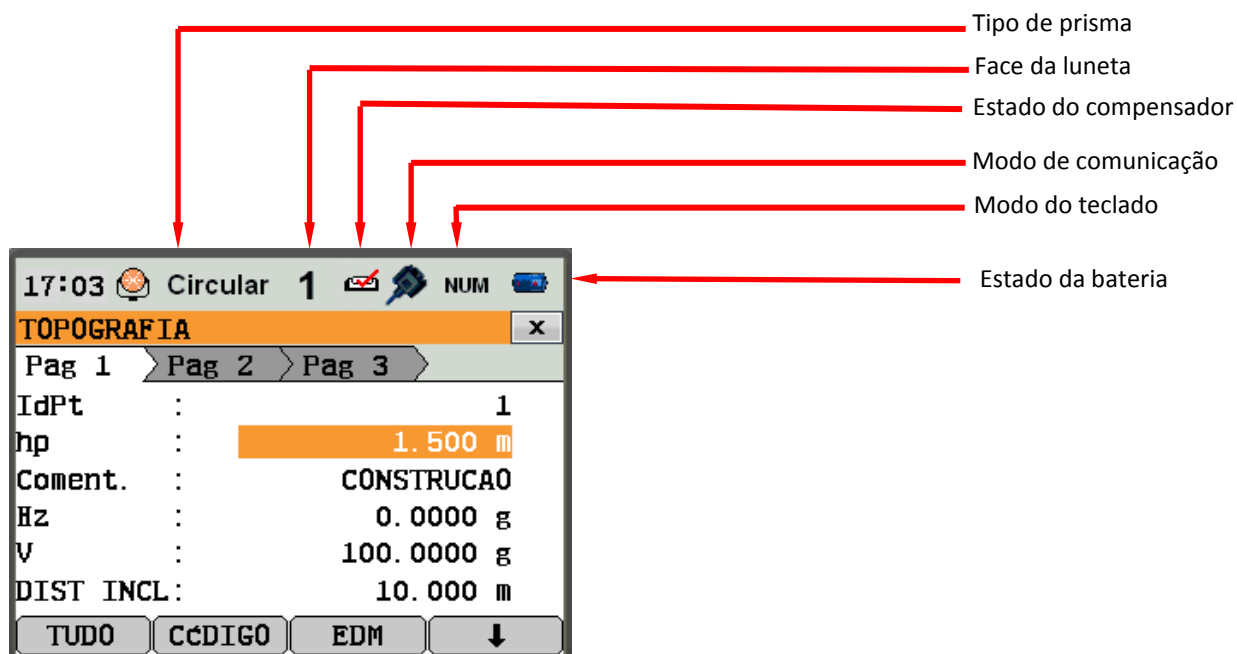 Tipo de prisma
Face da luneta
Estado do compensador
Modo de comunicação
Modo do teclado
Estado da bateria
17:03 Circular 1 NUM
TOPOGRAFIA x
Pag 1 Pag 2 Pag 3
IdPt : 1
hp : 1.500 m
Coment. : CONSTRUCAO
Hz : 0.0000 g
V : 100.0000 g
DIST INCL: 10.000 m
TUDO CćDIGO EDM